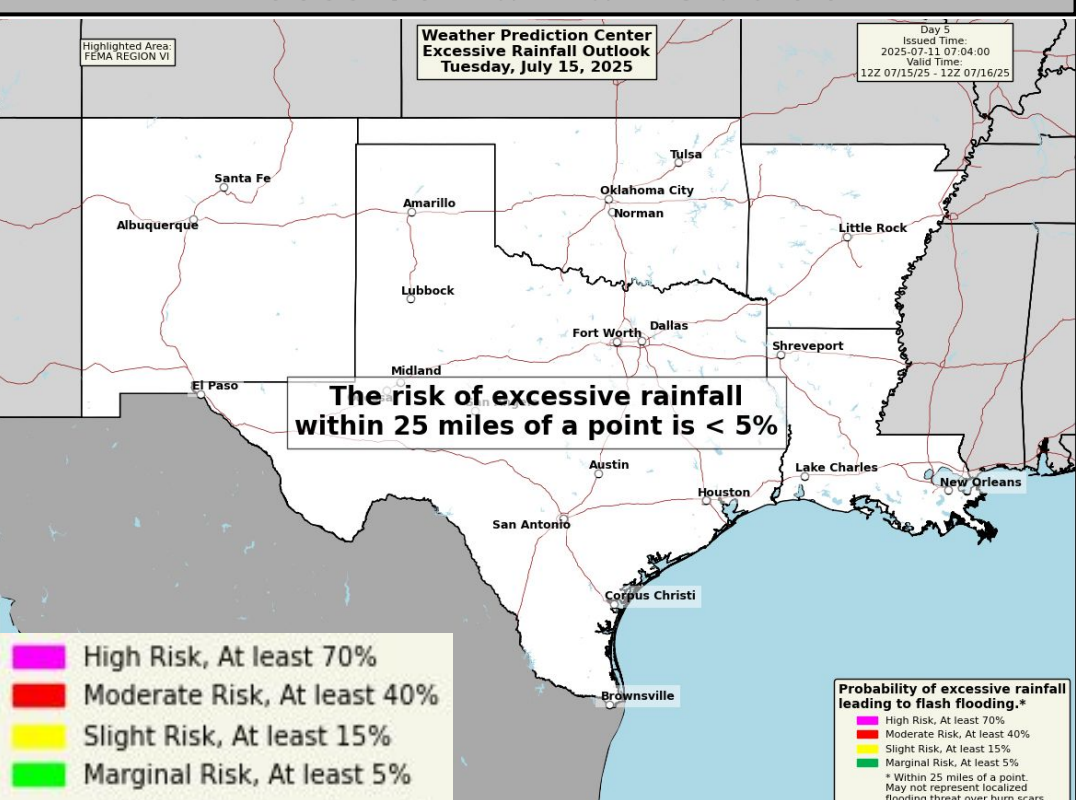 Highlighted Area:
FEMA REGION VI
Weather Prediction Center
Excessive Rainfall Outlook
Tuesday, July 15, 2025
Day 5
Issued Time:
2025-07-11 07:04:00
Valid Time:
12Z 07/15/25 - 12Z 07/16/25
Tulsa
Santa Fe
Oklahoma City
Amarillo
Norman
Albuquerque
Little Rock
Lubbock
Dallas
Fort Worth
Shreveport
Midland
El Paso
The risk of excessive rainfall
within 25 miles of a point is < 5%
Austin
Lake Charles
New Orleans
Houston
San Antonio
Corpus Christi
Brownsville
High Risk, At least 70%
Moderate Risk, At least 40%
Slight Risk, At least 15%
Marginal Risk, At least 5%
Probability of excessive rainfall
leading to flash flooding.*
High Risk, At least 70%
Moderate Risk, At least 40%
Slight Risk, At least 15%
Marginal Risk, At least 5%
* Within 25 miles of a point.
May not represent localized
flooding threat over burn scars